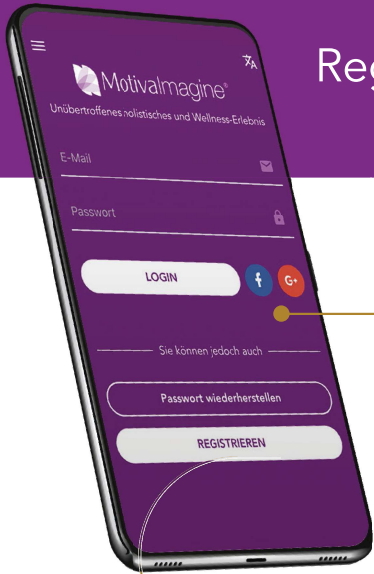 Reg
MotivaImagine®
Unübertroffenes holistisches und Wellness-Erlebnis
E-Mail
Passwort
LOGIN
f
G+
Sie können jedoch auch
Passwort wiederherstellen
REGISTRIEREN